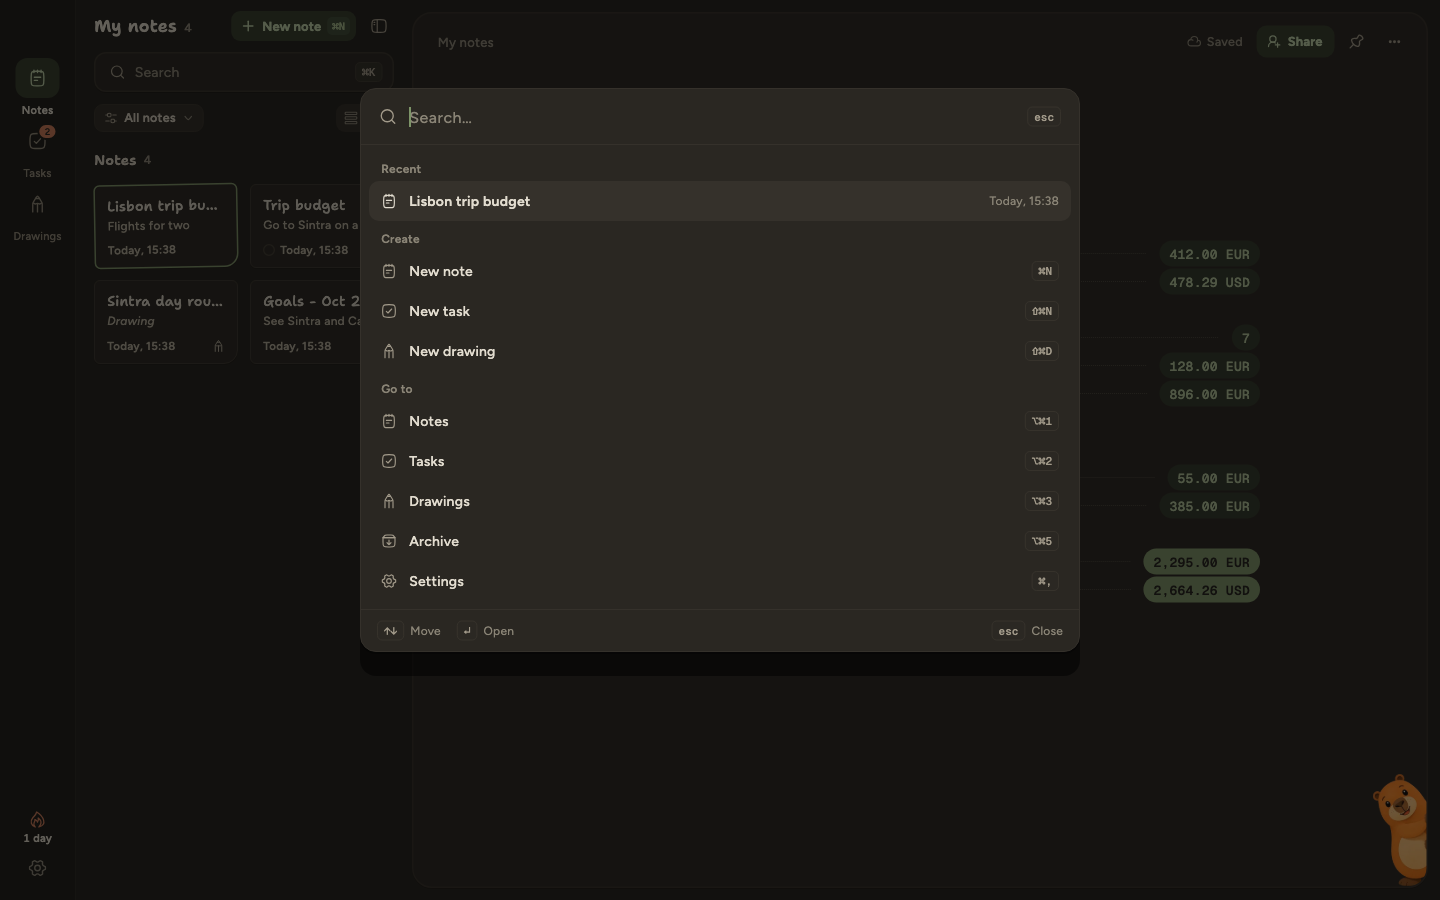 My notes 4
New note ⌘N
Search ⌘K
All notes
Notes
2
Tasks
Drawings
Notes 4
Lisbon trip bu...
Flights for two
Today, 15:38
Trip budget
Go to Sintra on a
Today, 15:38
Sintra day rou...
Drawing
Today, 15:38
Goals - Oct 2
See Sintra and Ca
Today, 15:38
1 day
My notes
Saved
Share
Search...
esc
Recent
Lisbon trip budget Today, 15:38
Create
New note ⌘N
New task ⇧⌘N
New drawing ⇧⌘D
Go to
Notes ⌥⌘1
Tasks ⌥⌘2
Drawings ⌥⌘3
Archive ⌥⌘5
Settings ⌘,
↑↓ Move ↵ Open esc Close
412.00 EUR
478.29 USD
7
128.00 EUR
896.00 EUR
55.00 EUR
385.00 EUR
2,295.00 EUR
2,664.26 USD